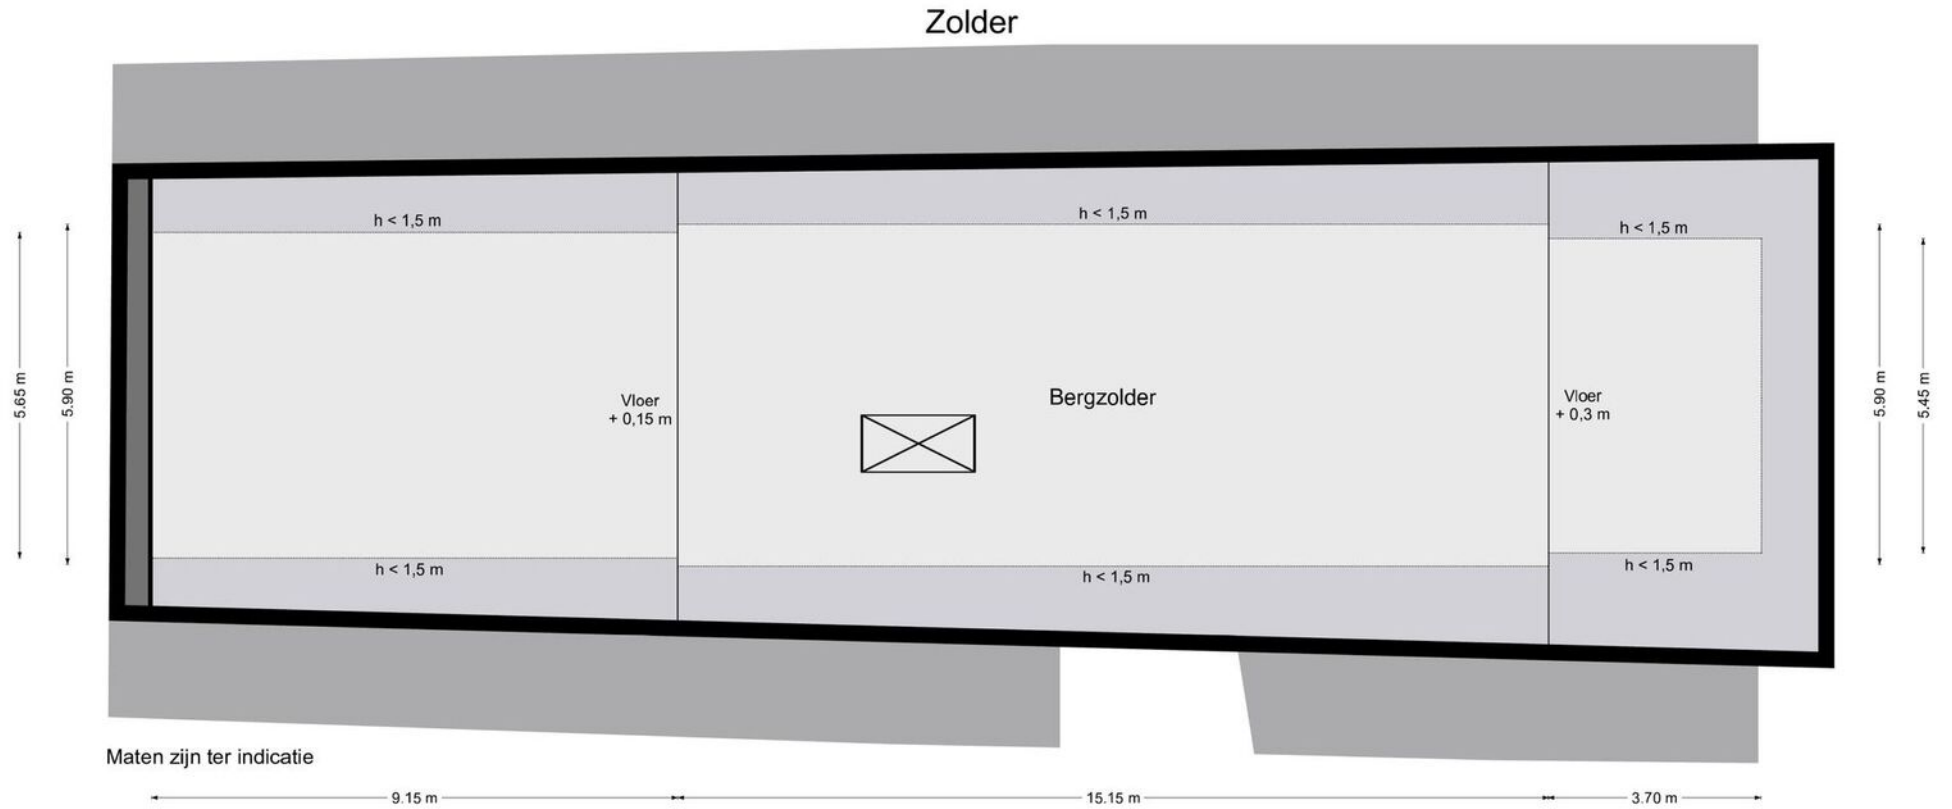 Zolder
h < 1,5 m
h < 1,5 m
h < 1,5 m
5.65 m
5.90 m
Vloer
+ 0,15 m
Bergzolder
Vloer
+ 0,3 m
5.90 m
5.45 m
h < 1,5 m
h < 1,5 m
h < 1,5 m
Maten zijn ter indicatie
9.15 m
15.15 m
3.70 m